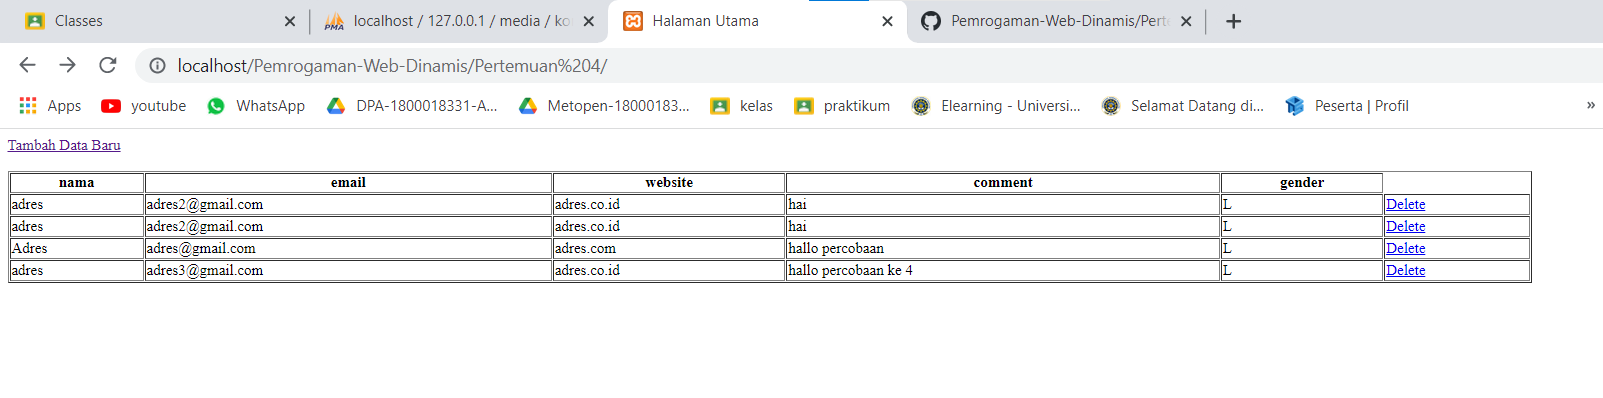 Classes
localhost / 127.0.0.1 / media / ko
Halaman Utama
Pemrogaman-Web-Dinamis/Perte
localhost/Pemrogaman-Web-Dinamis/Pertemuan%204/
Apps youtube WhatsApp DPA-1800018331-A... Metopen-18000183... kelas praktikum Elearning - Universi... Selamat Datang di... Peserta | Profil »
Tambah Data Baru
nama email website comment gender
adres adres2@gmail.com adres.co.id hai L Delete
adres adres2@gmail.com adres.co.id hai L Delete
Adres adres@gmail.com adres.com hallo percobaan L Delete
adres adres3@gmail.com adres.co.id hallo percobaan ke 4 L Delete